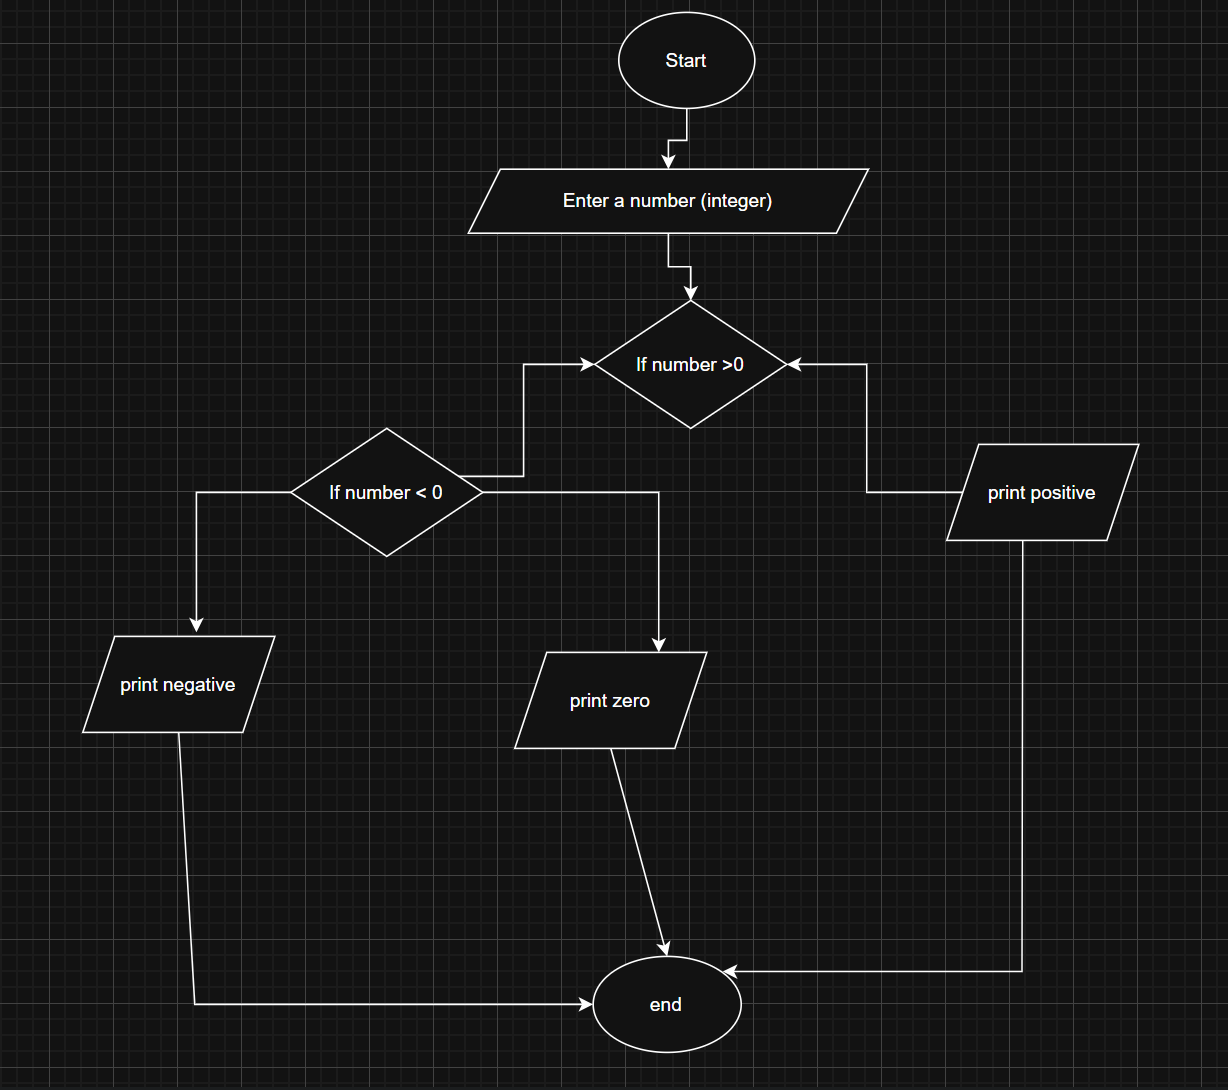 Start
Enter a number (integer)
If number >0
If number < 0
print positive
print negative
print zero
end